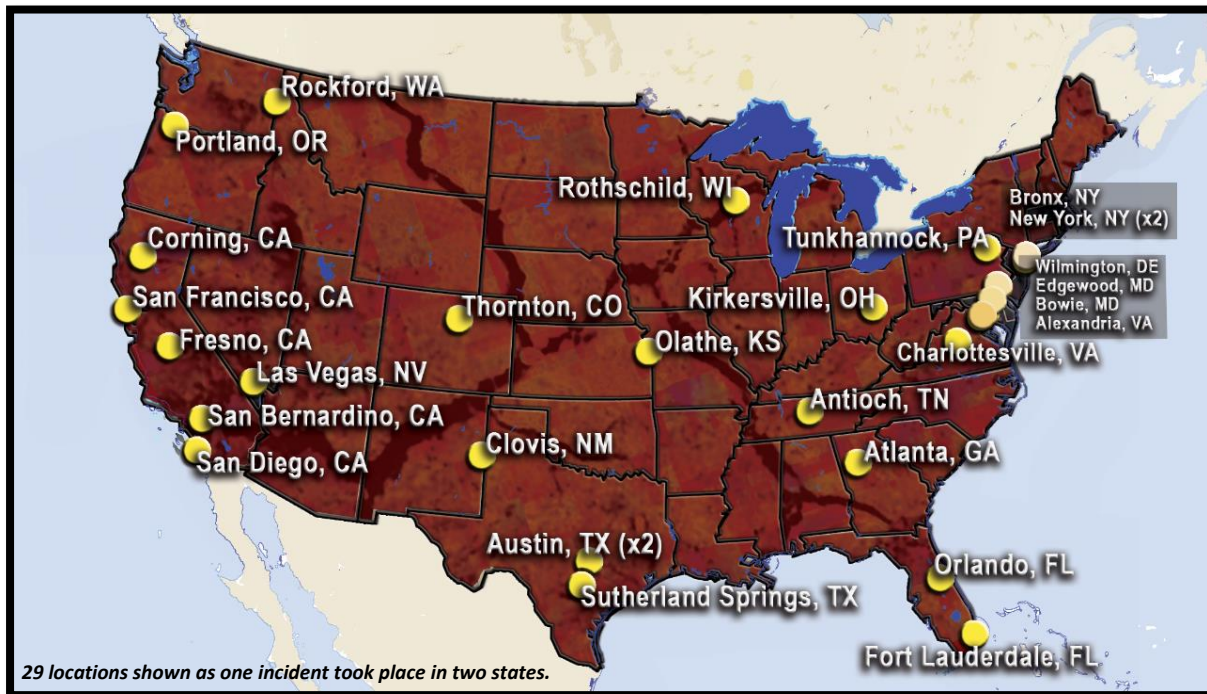 Rockford, WA
Portland, OR
Rothschild, WI
Bronx, NY
New York, NY (x2)
Corning, CA
Tunkhannock, PA
Wilmington, DE
Edgewood, MD
Bowie, MD
Alexandria, VA
San Francisco, CA
Thornton, CO
Kirkersville, OH
Fresno, CA
Olathe, KS
Charlottesville, VA
Las Vegas, NV
Antioch, TN
San Bernardino, CA
Clovis, NM
Atlanta, GA
San Diego, CA
Austin, TX (x2)
Orlando, FL
Sutherland Springs, TX
Fort Lauderdale, FL
29 locations shown as one incident took place in two states.